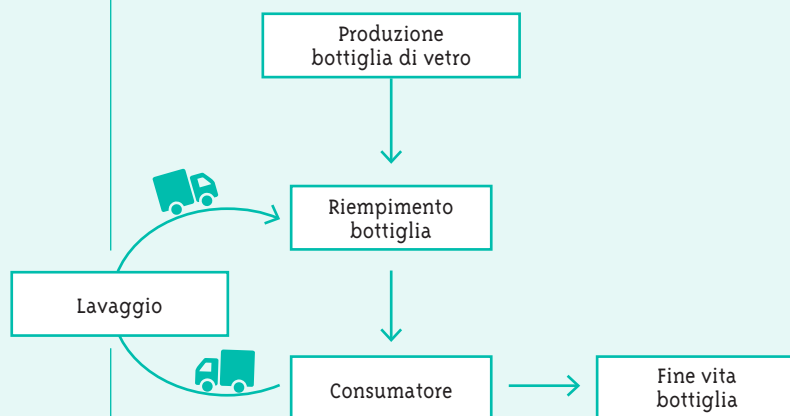 Produzione
bottiglia di vetro
Riempimento
bottiglia
Lavaggio
Consumatore
Fine vita
bottiglia